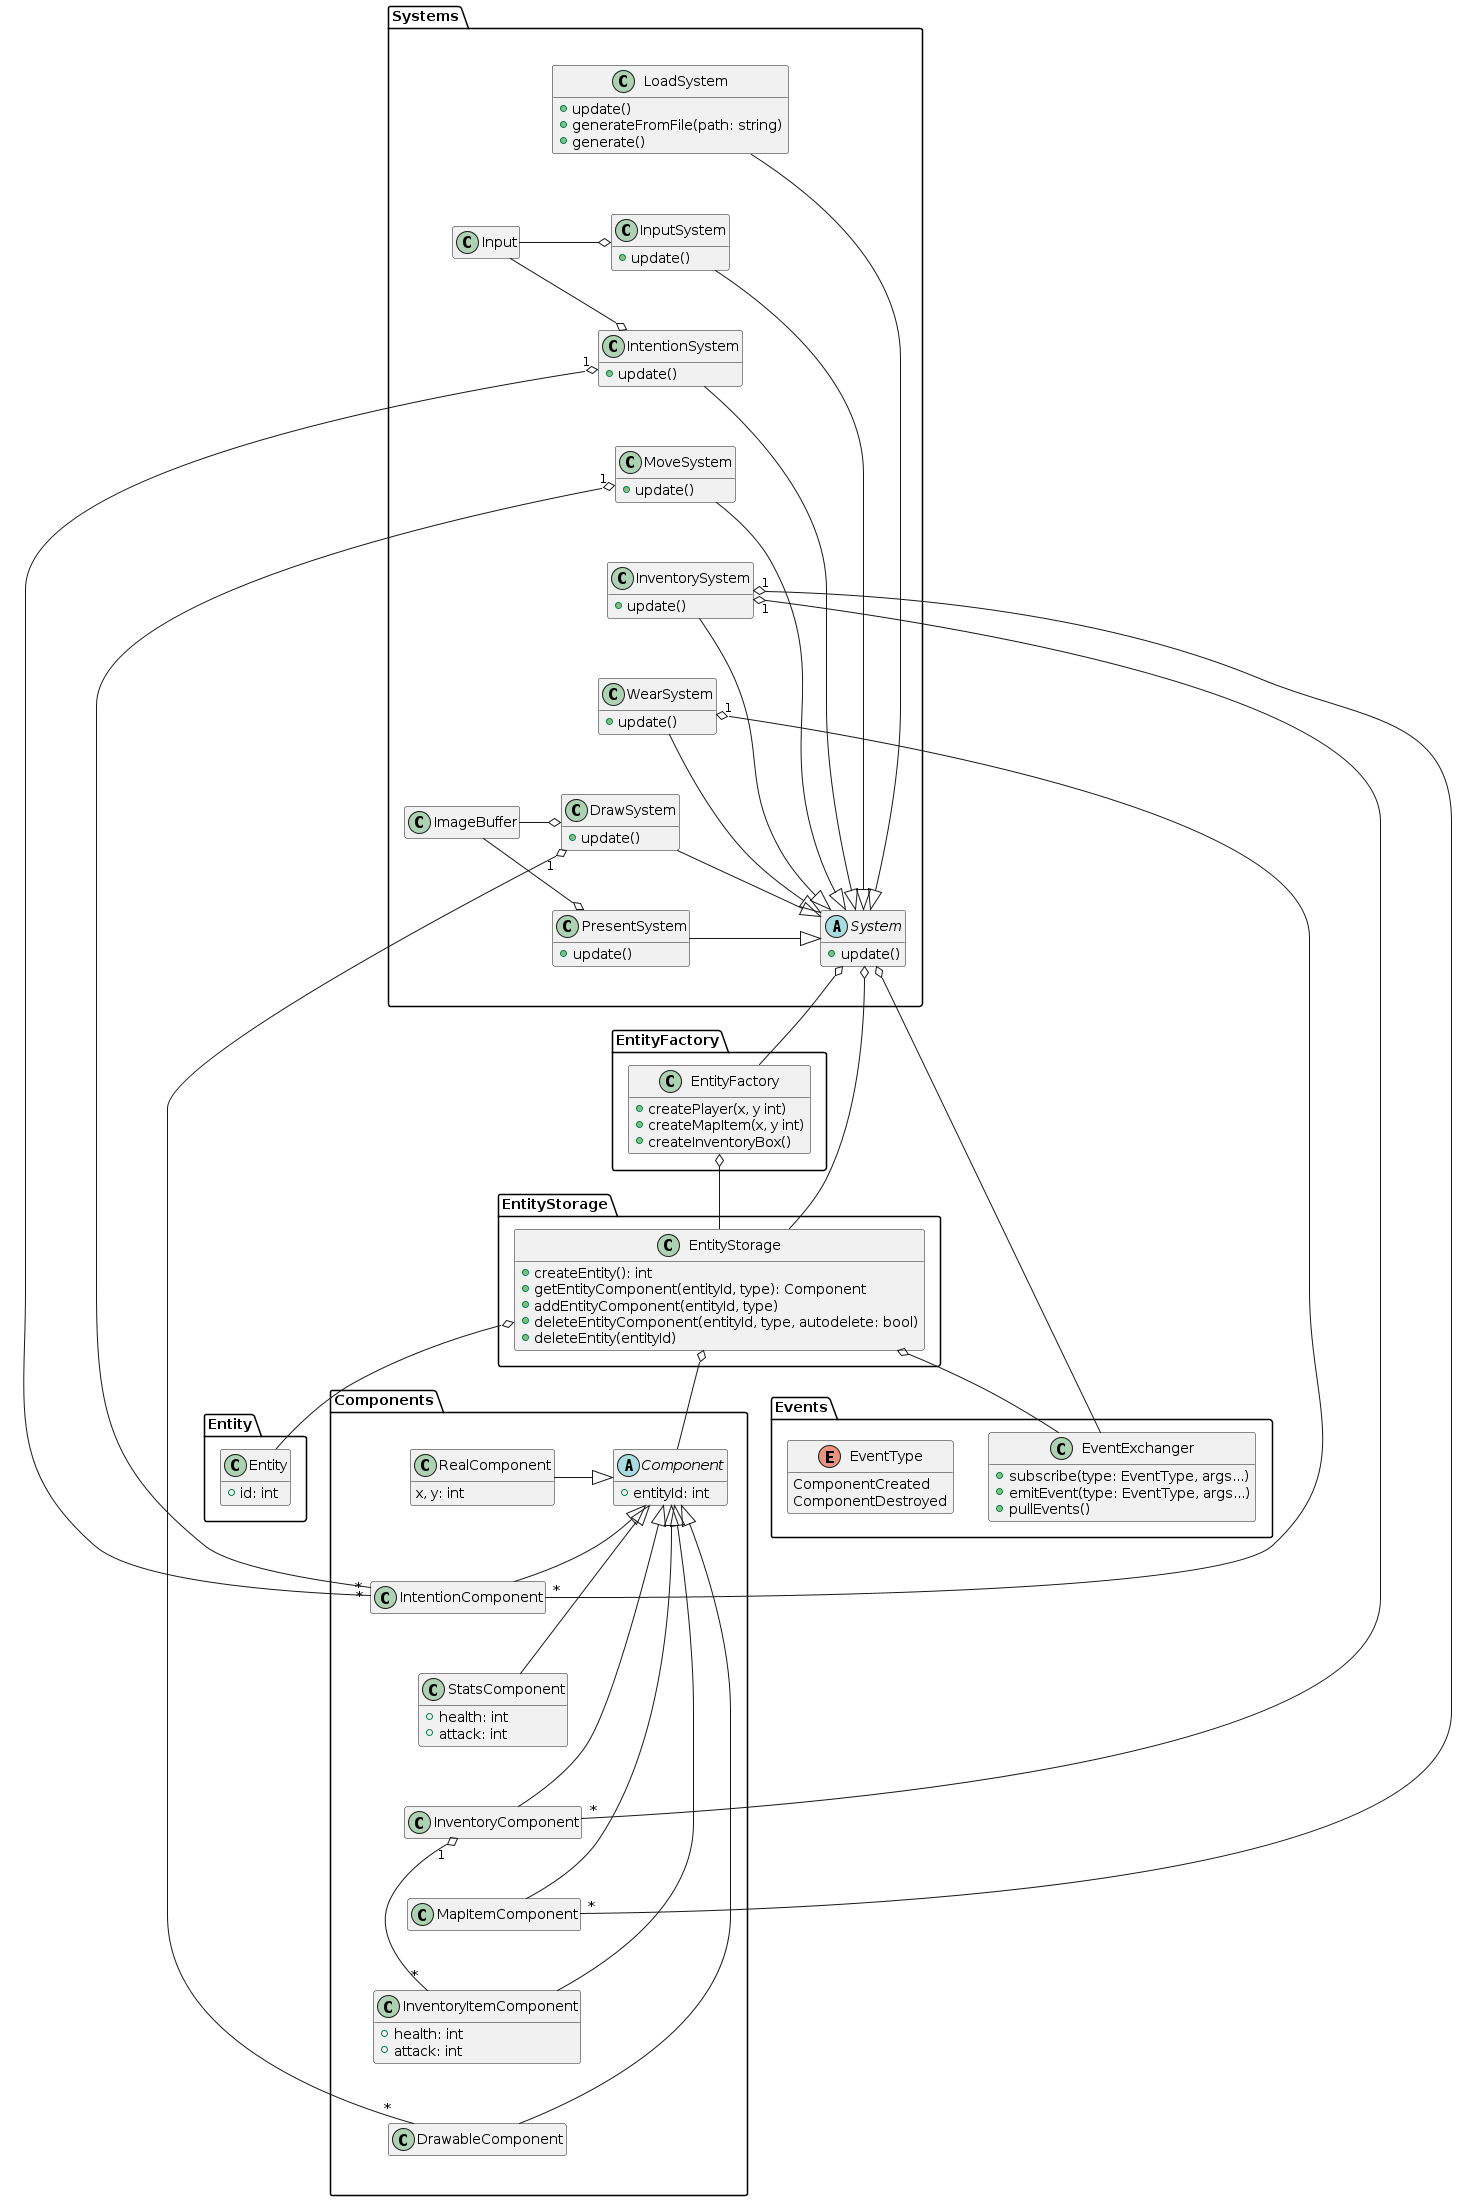 Systems
C LoadSystem
update()
generateFromFile(path: string)
generate()
C Input
C InputSystem
update()
C IntentionSystem
1
update()
C MoveSystem
1
update()
C InventorySystem
1
update()
1
C WearSystem
1
update()
C ImageBuffer
C DrawSystem
update()
1
C PresentSystem
update()
A System
update()
EntityFactory
C EntityFactory
createPlayer(x, y int)
createMapItem(x, y int)
createInventoryBox()
EntityStorage
C EntityStorage
createEntity(): int
getEntityComponent(entityId, type): Component
addEntityComponent(entityId, type)
deleteEntityComponent(entityId, type, autodelete: bool)
deleteEntity(entityId)
Entity
C Entity
id: int
Components
C RealComponent
x, y: int
A Component
entityId: int
Events
E EventType
ComponentCreated
ComponentDestroyed
C EventExchanger
subscribe(type: EventType, args...)
emitEvent(type: EventType, args...)
pullEvents()
*
*
C IntentionComponent
*
C StatsComponent
health: int
attack: int
C InventoryComponent
*
1
C MapItemComponent
*
*
C InventoryItemComponent
health: int
attack: int
*
C DrawableComponent